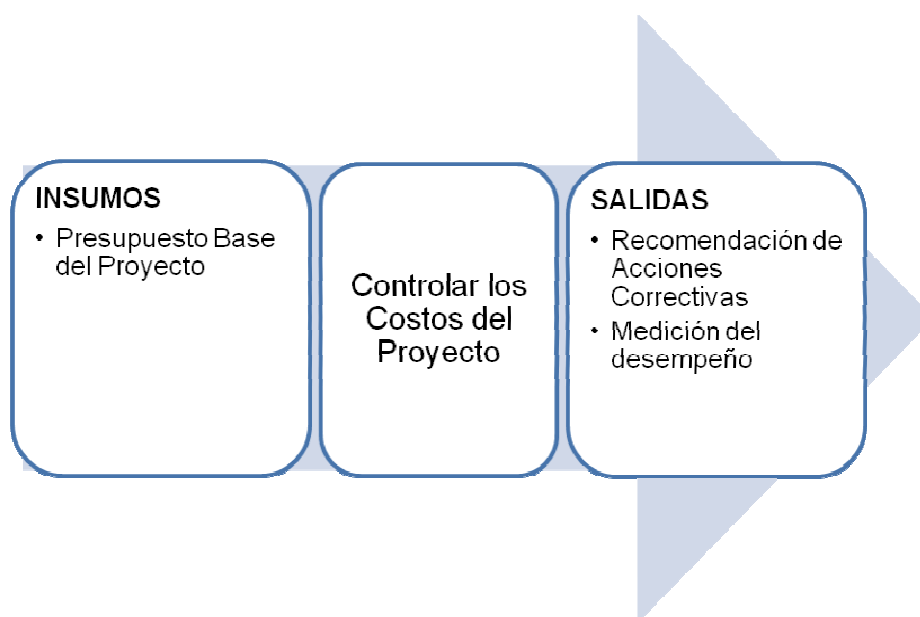 INSUMOS
• Presupuesto Base
del Proyecto
Controlar los
Costos del
Proyecto
SALIDAS
• Recomendación de
Acciones
Correctivas
• Medición del
desempeño